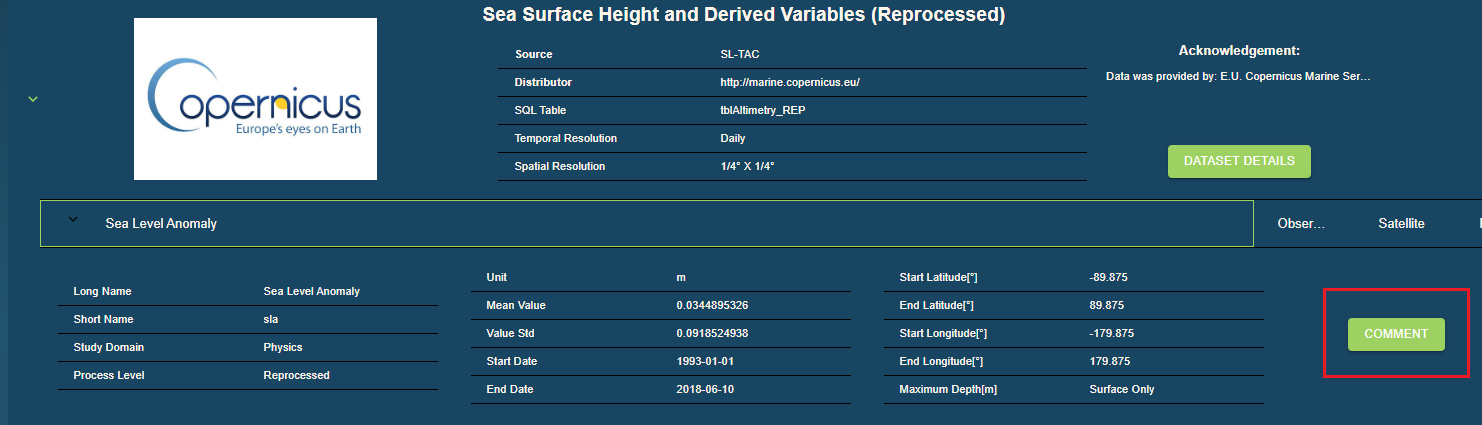 Sea Surface Height and Derived Variables (Reprocessed)
Copernicus
Europe's eyes on Earth
Source SL-TAC
Distributor http://marine.copernicus.eu/
SQL Table tblAltimetry_REP
Temporal Resolution Daily
Spatial Resolution 1/4° X 1/4°
Acknowledgement:
Data was provided by: E.U. Copernicus Marine Ser...
DATASET DETAILS
Sea Level Anomaly Obser... Satellite
Long Name Sea Level Anomaly
Short Name sla
Study Domain Physics
Process Level Reprocessed
Unit m
Mean Value 0.0344895326
Value Std 0.0918524938
Start Date 1993-01-01
End Date 2018-06-10
Start Latitude[°] -89.875
End Latitude[°] 89.875
Start Longitude[°] -179.875
End Longitude[°] 179.875
Maximum Depth[m] Surface Only
COMMENT